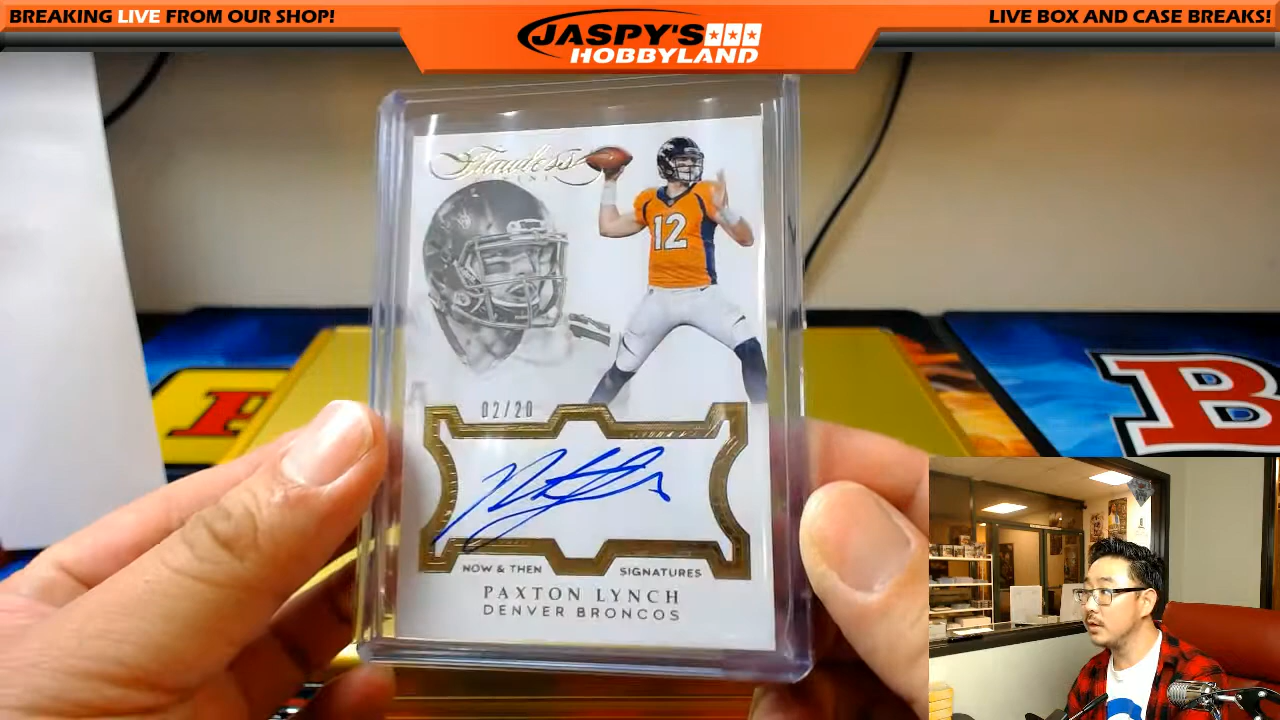 BREAKING LIVE FROM OUR SHOP!
JASPY'S
HOBBYLAND
LIVE BOX AND CASE BREAKS!
Flawless
12
02/20
NOW & THEN SIGNATURES
PAXTON LYNCH
DENVER BRONCOS
B